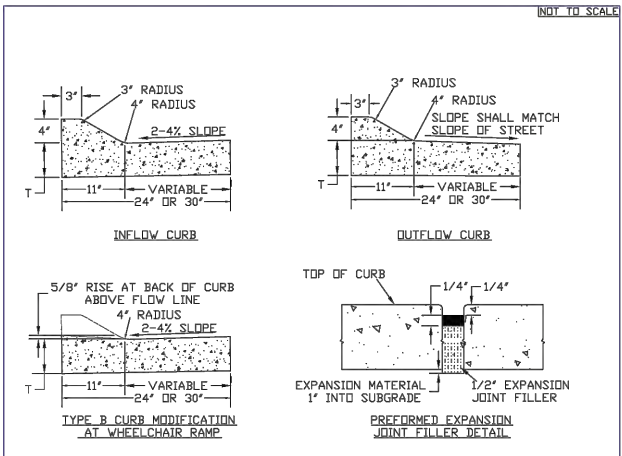 NOT TO SCALE
3" RADIUS
3"
4" RADIUS
4"
2-4% SLOPE
T
11"
VARIABLE
24" OR 30"
INFLOW CURB
3" RADIUS
3"
4" RADIUS
4"
SLOPE SHALL MATCH
SLOPE OF STREET
T
11"
VARIABLE
24" OR 30"
OUTFLOW CURB
5/8" RISE AT BACK OF CURB
ABOVE FLOW LINE
4" RADIUS
2-4% SLOPE
T
11"
VARIABLE
24" OR 30"
TYPE B CURB MODIFICATION
AT WHEELCHAIR RAMP
TOP OF CURB
1/4"
1/4"
EXPANSION MATERIAL
1" INTO SUBGRADE
1/2" EXPANSION
JOINT FILLER
PREFORMED EXPANSION
JOINT FILLER DETAIL